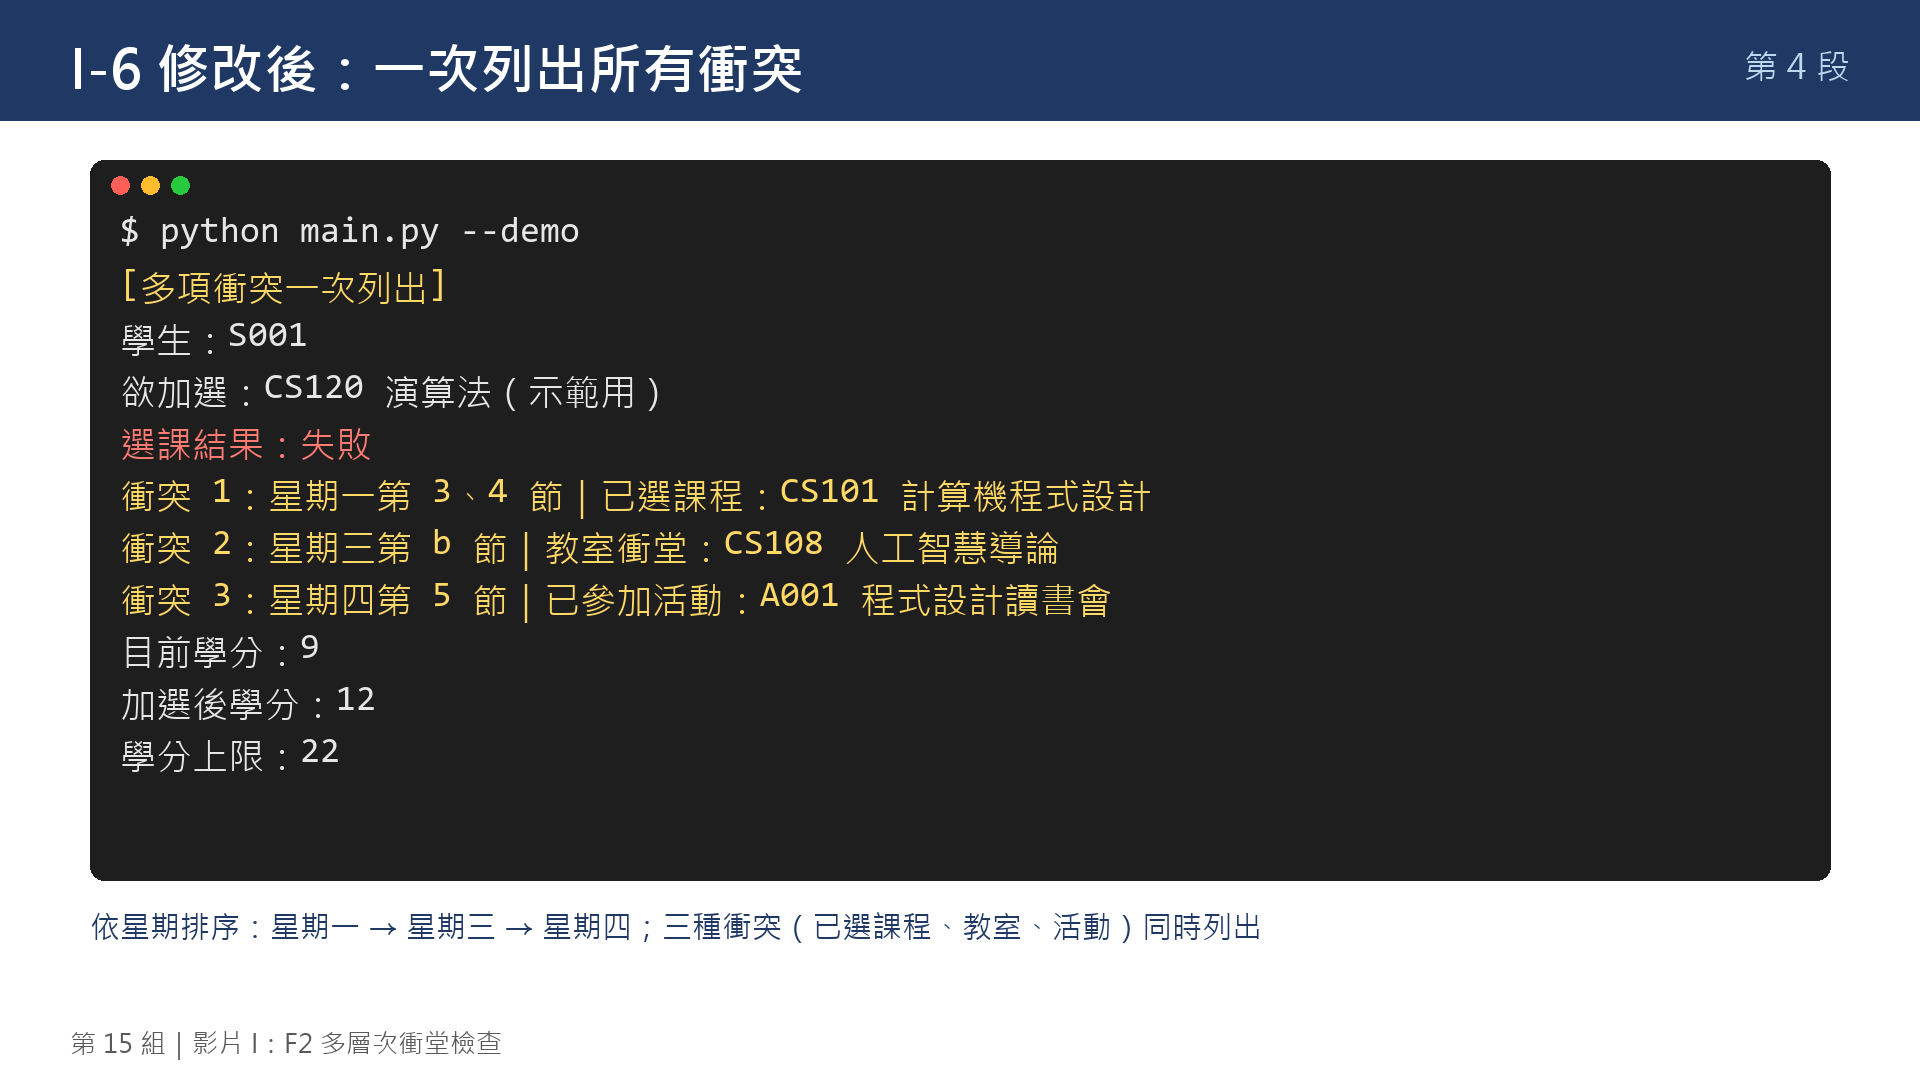 I-6 修改後：一次列出所有衝突
第 4 段
$ python main.py --demo
[多項衝突一次列出]
學生：S001
欲加選：CS120 演算法（示範用）
選課結果：失敗
衝突 1：星期一第 3、4 節｜已選課程：CS101 計算機程式設計
衝突 2：星期三第 b 節｜教室衝堂：CS108 人工智慧導論
衝突 3：星期四第 5 節｜已參加活動：A001 程式設計讀書會
目前學分：9
加選後學分：12
學分上限：22
依星期排序：星期一 → 星期三 → 星期四；三種衝突（已選課程、教室、活動）同時列出
第 15 組｜影片 I：F2 多層次衝堂檢查